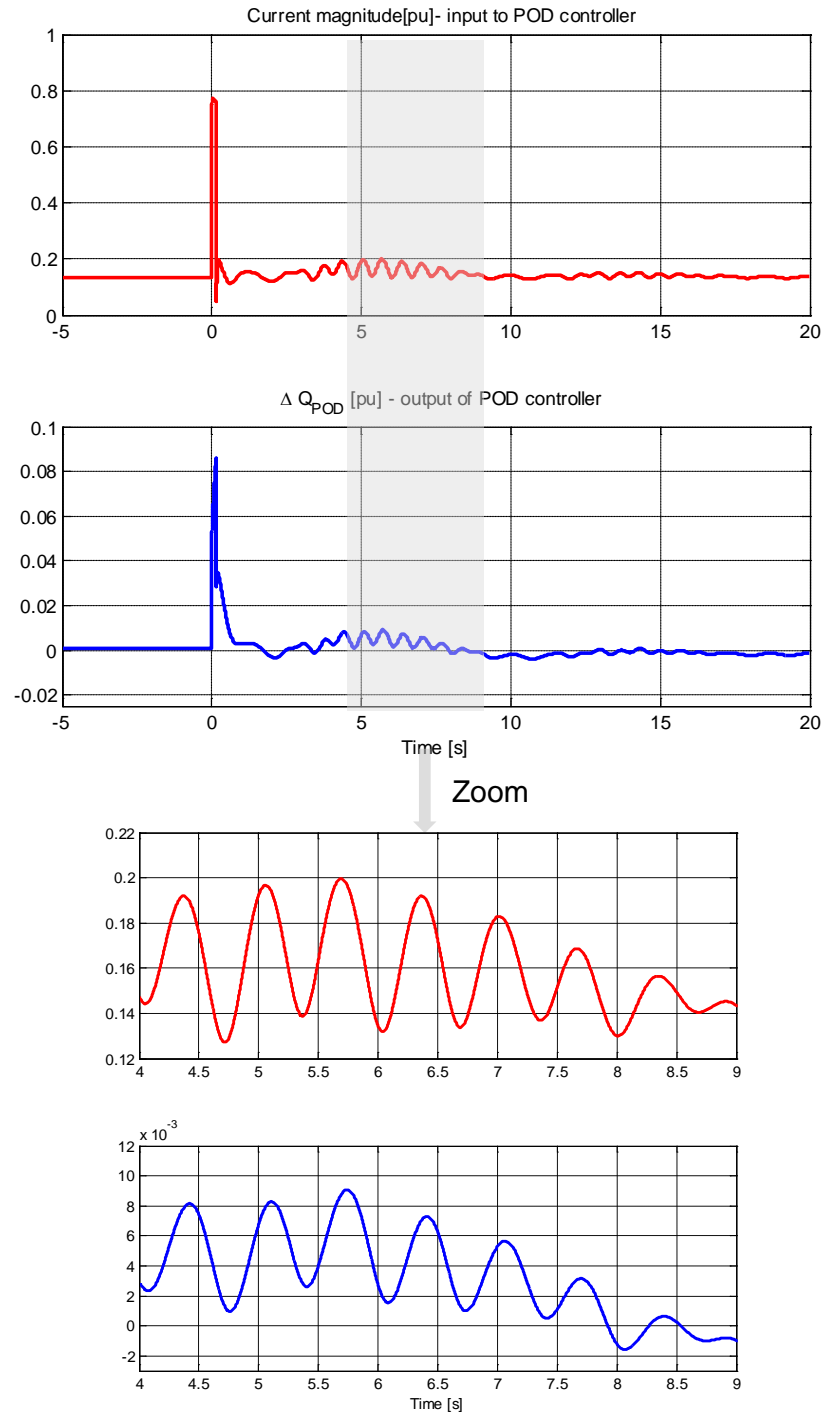 Current magnitude[pu]- input to POD controller
1
0.8
0.6
0.4
0.2
0
-5 0 5 10 15 20
Δ Q_POD [pu] - output of POD controller
0.1
0.08
0.06
0.04
0.02
0
-0.02
-5 0 5 10 15 20
Time [s]
Zoom
0.22
0.2
0.18
0.16
0.14
0.12
4 4.5 5 5.5 6 6.5 7 7.5 8 8.5 9
x 10^-3
12
10
8
6
4
2
0
-2
4 4.5 5 5.5 6 6.5 7 7.5 8 8.5 9
Time [s]